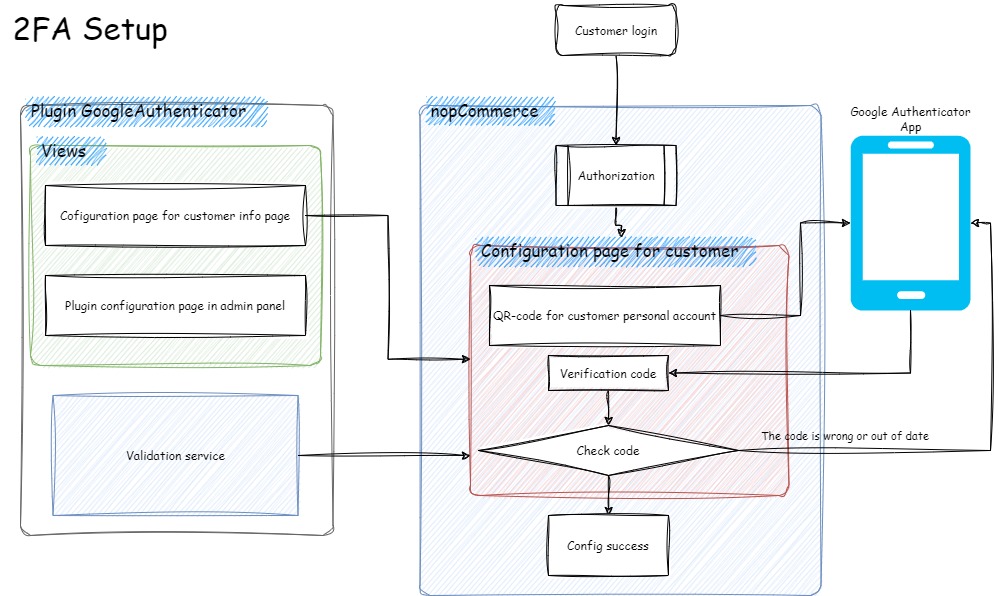 2FA Setup
Customer login
Plugin GoogleAuthenticator
Views
Cofiguration page for customer info page
Plugin configuration page in admin panel
Validation service
nopCommerce
Authorization
Configuration page for customer
QR-code for customer personal account
Verification code
Check code
The code is wrong or out of date
Config success
Google Authenticator
App